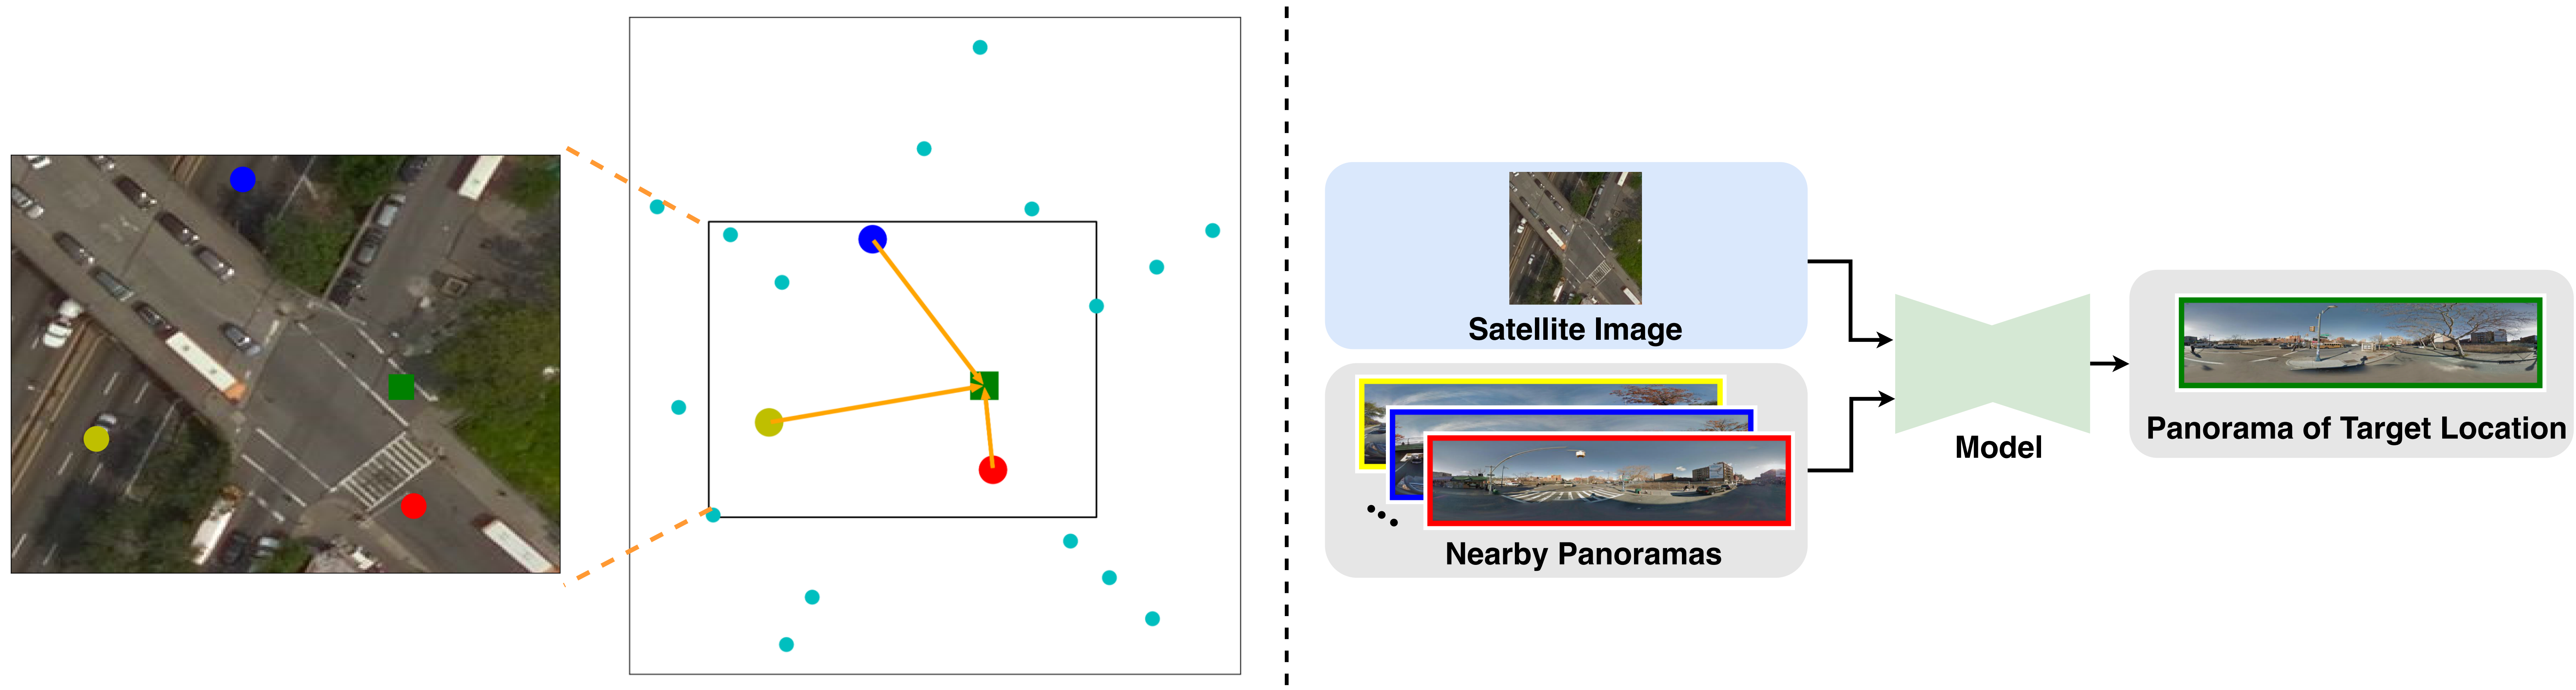 Satellite Image
Nearby Panoramas
Model
Panorama of Target Location